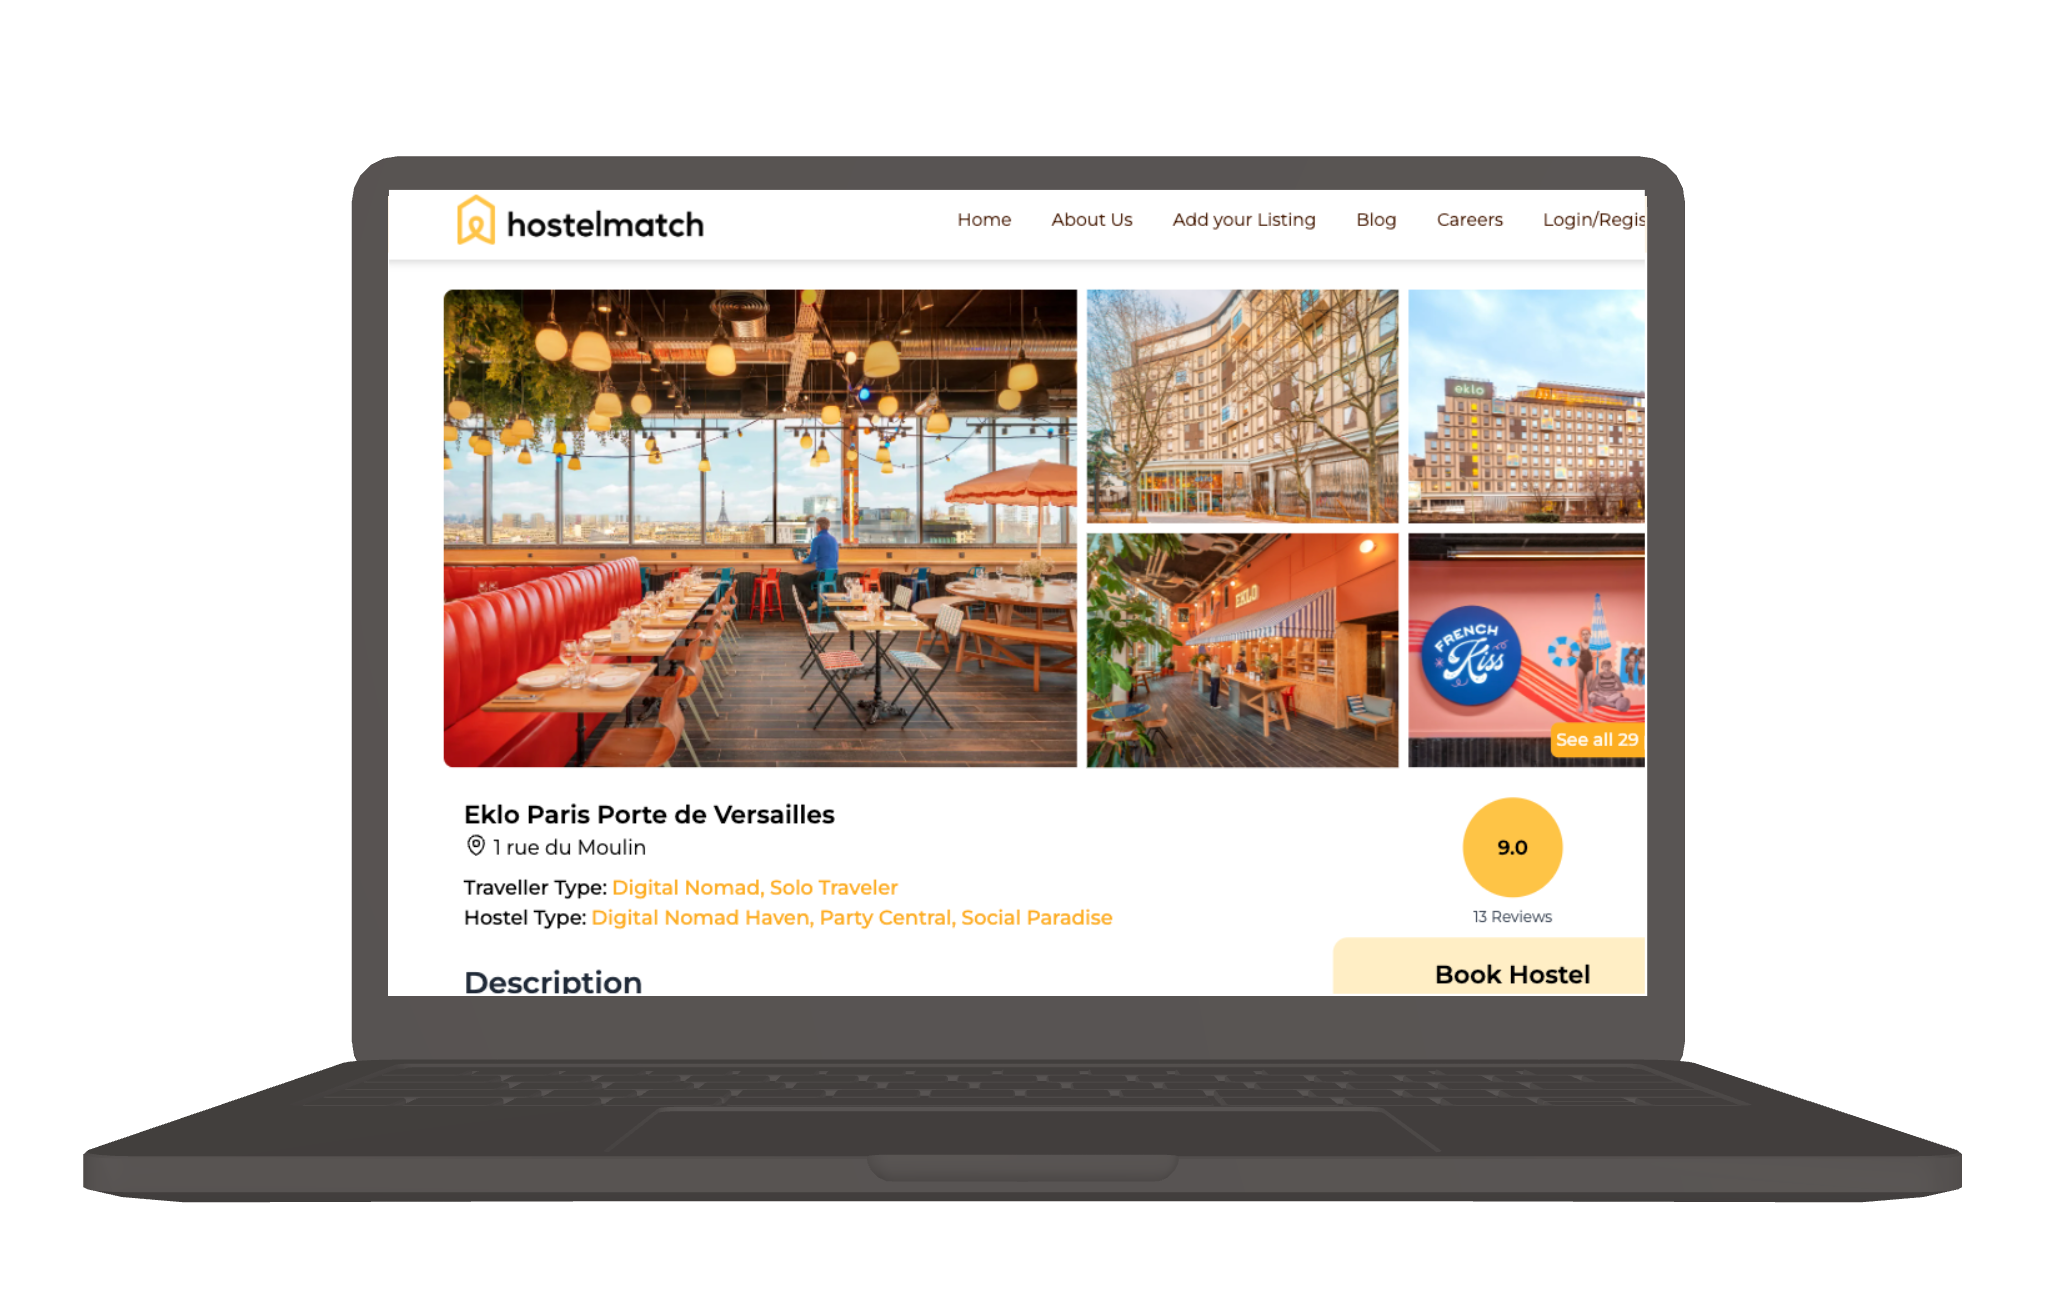 hostelmatch
Home About Us Add your Listing Blog Careers Login/Regis
eklo
EKLO
FRENCH
Kiss
See all 29
Eklo Paris Porte de Versailles
1 rue du Moulin
Traveller Type: Digital Nomad, Solo Traveler
Hostel Type: Digital Nomad Haven, Party Central, Social Paradise
9.0
13 Reviews
Description
Book Hostel